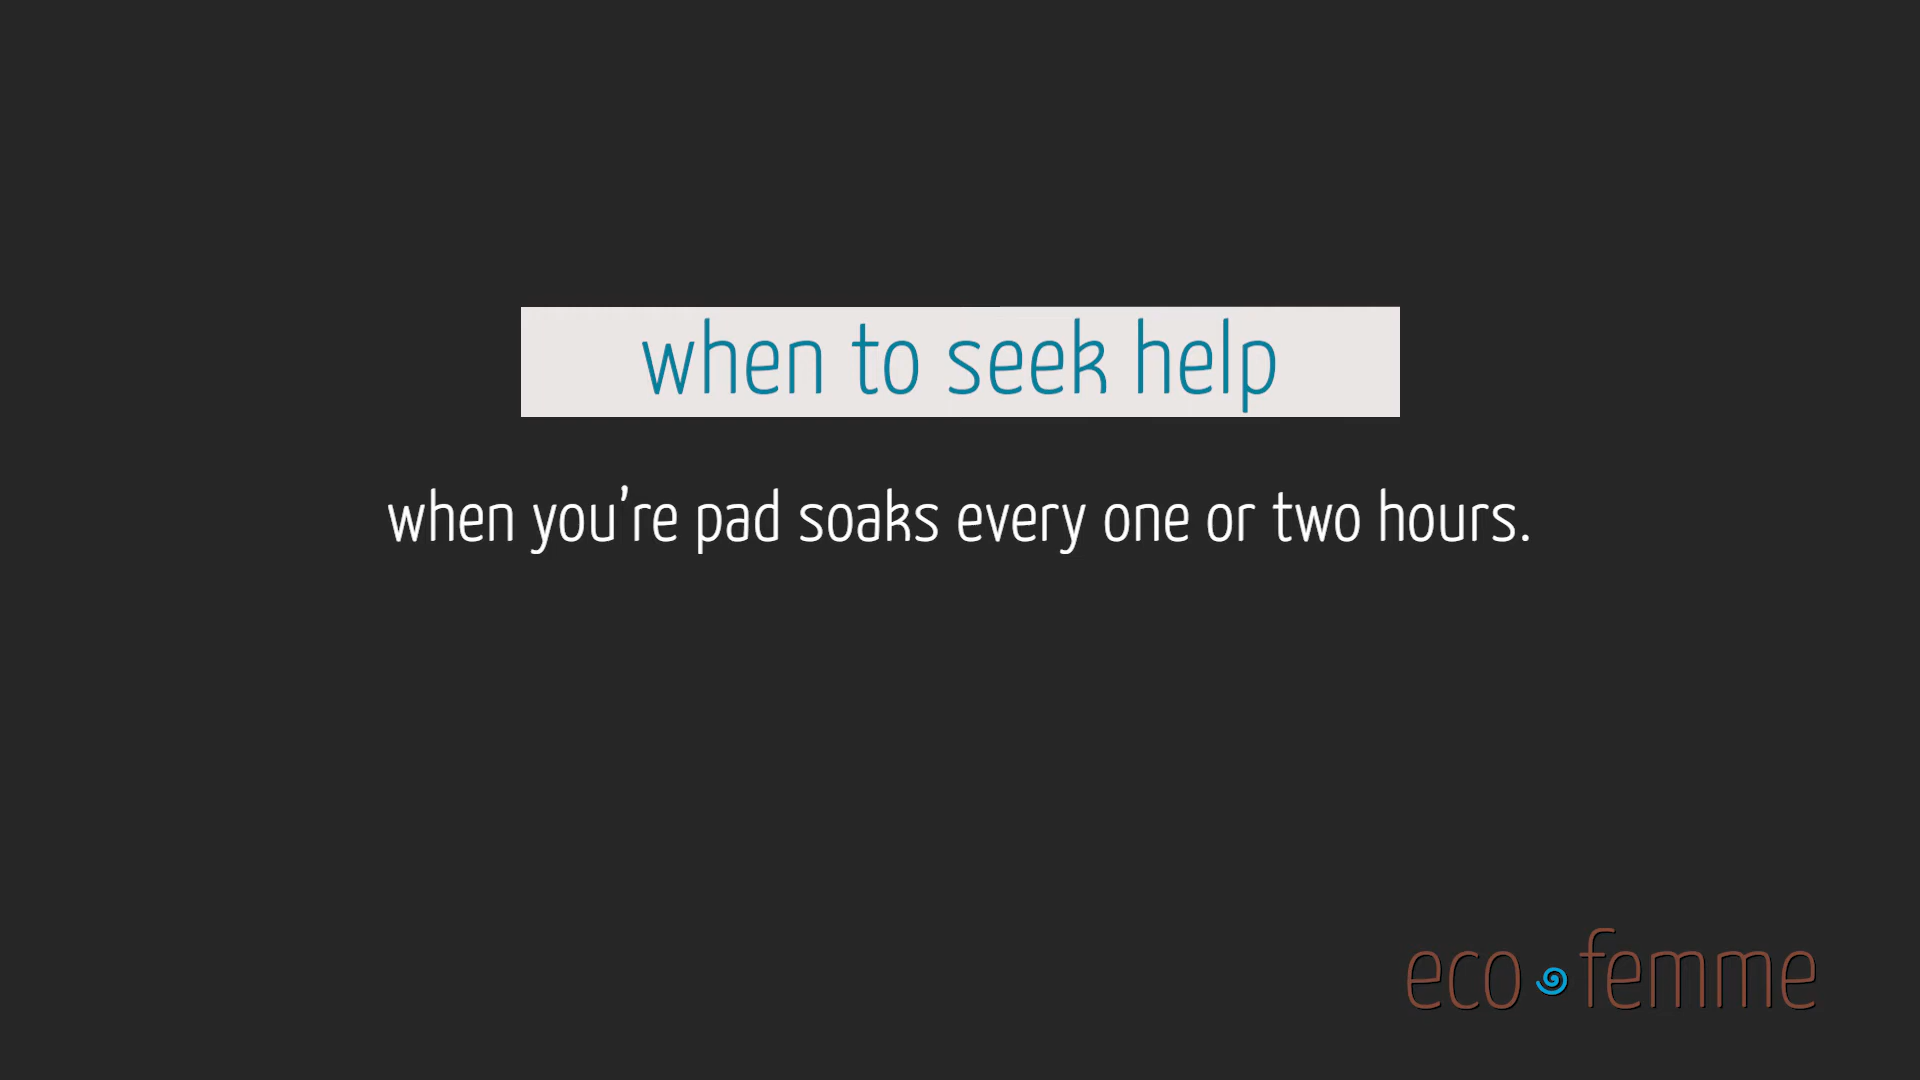 when to seek help
when you’re pad soaks every one or two hours.
eco femme